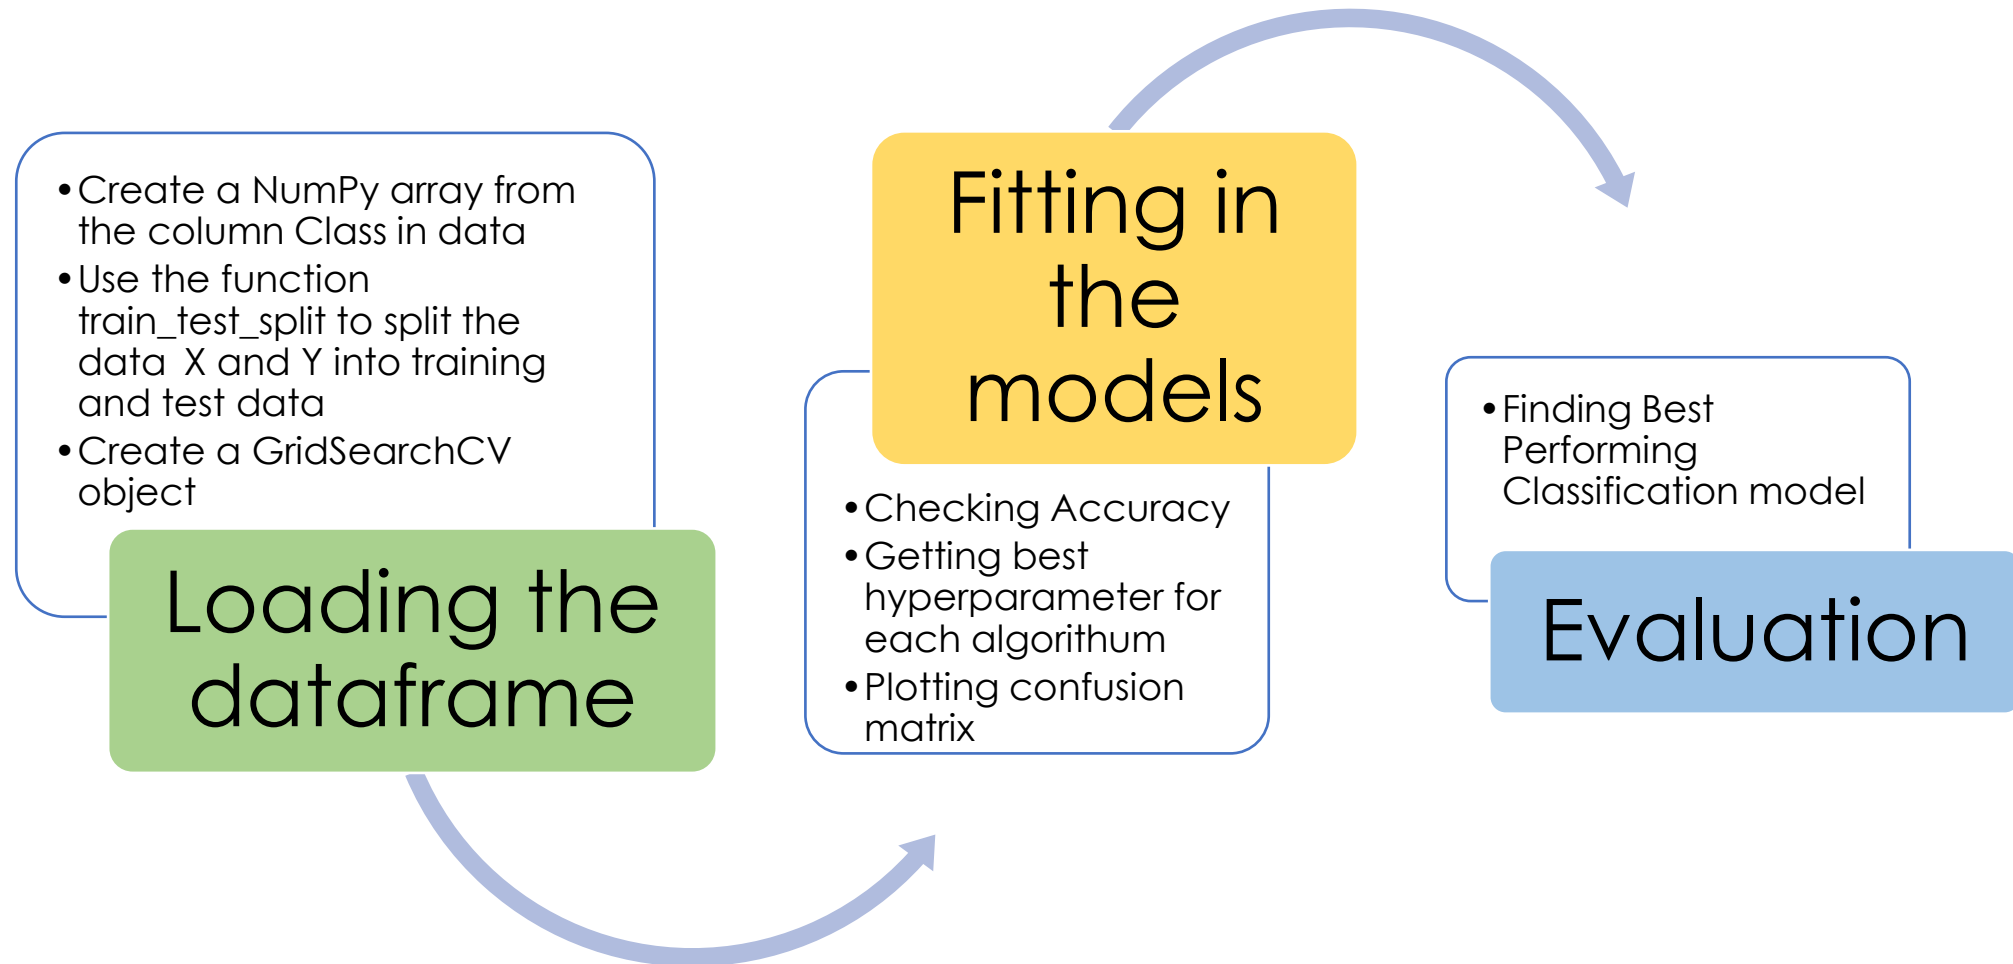 •Create a NumPy array from
the column Class in data
•Use the function
train_test_split to split the
data X and Y into training
and test data
•Create a GridSearchCV
object
Loading the
dataframe
Fitting in
the
models
•Checking Accuracy
•Getting best
hyperparameter for
each algorithum
•Plotting confusion
matrix
•Finding Best
Performing
Classification model
Evaluation